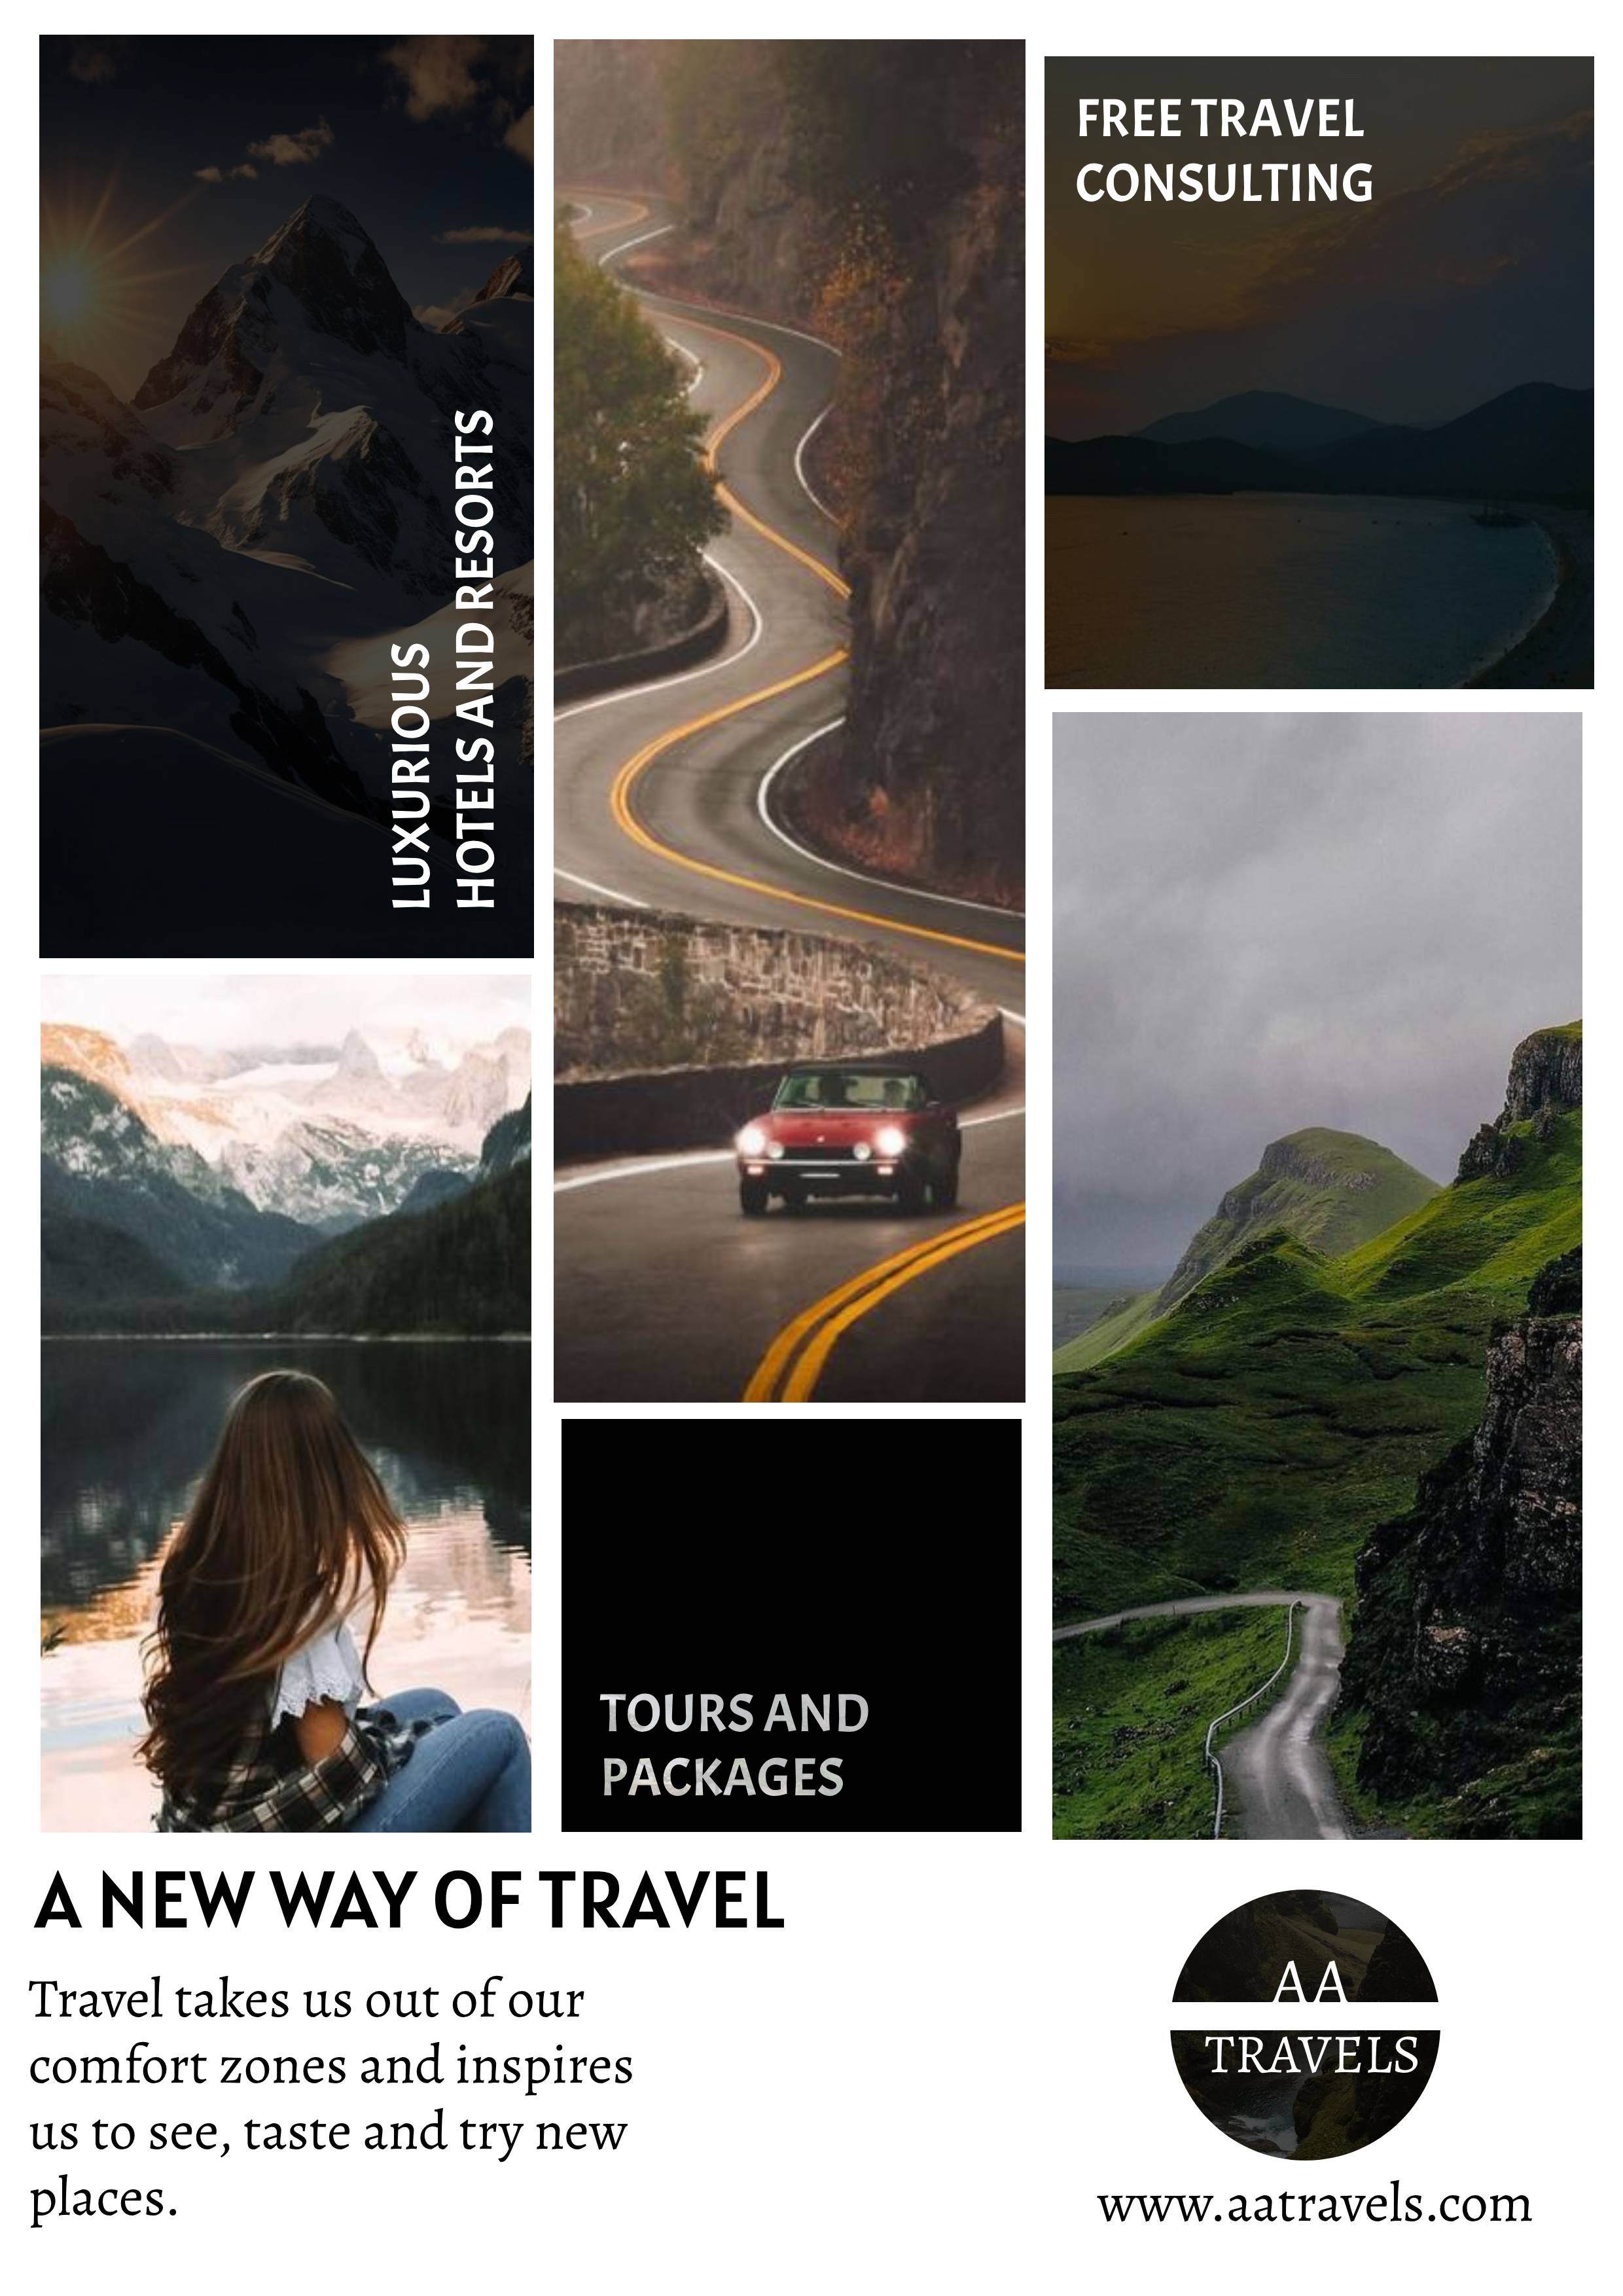 LUXURIOUS
HOTELS AND RESORTS
FREE TRAVEL
CONSULTING
TOURS AND
PACKAGES
A NEW WAY OF TRAVEL
Travel takes us out of our
comfort zones and inspires
us to see, taste and try new
places.
AA
TRAVELS
www.aatravels.com